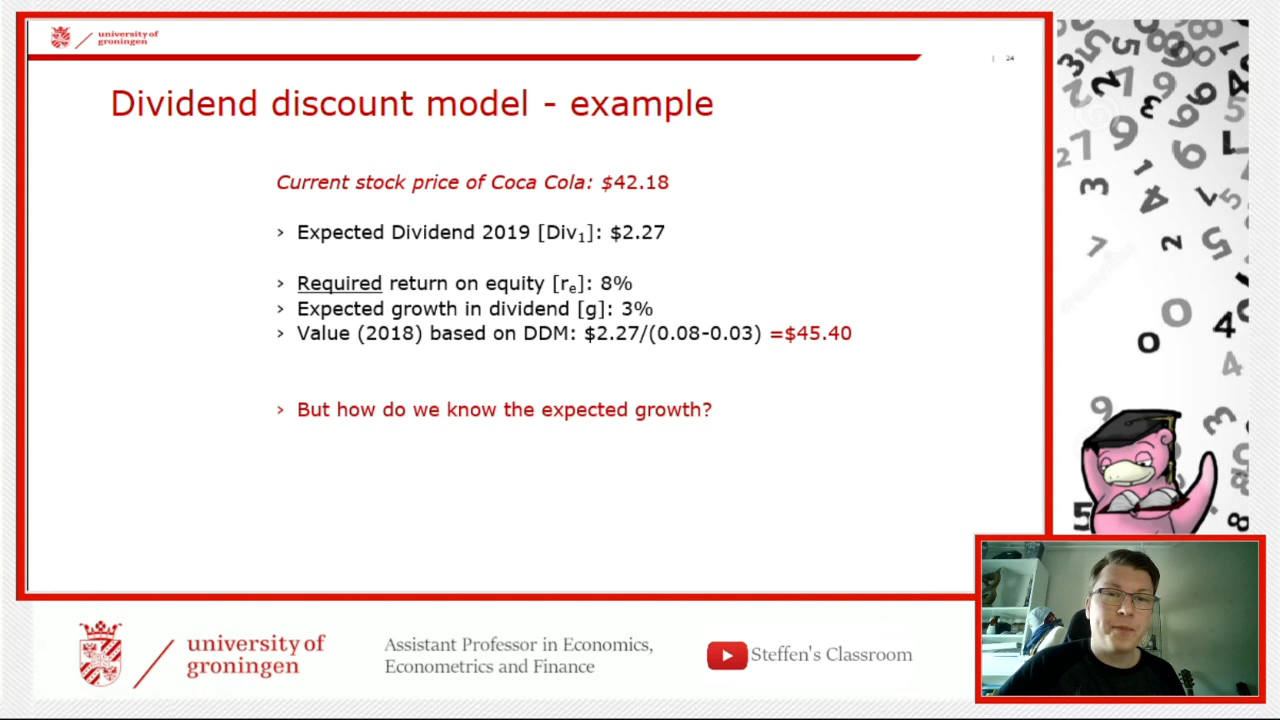 university of
groningen
| 24
Dividend discount model - example
Current stock price of Coca Cola: $42.18
› Expected Dividend 2019 [Div₁]: $2.27
› Required return on equity [rₑ]: 8%
› Expected growth in dividend [g]: 3%
› Value (2018) based on DDM: $2.27/(0.08-0.03) =$45.40
› But how do we know the expected growth?
university of
groningen
Assistant Professor in Economics,
Econometrics and Finance
Steffen's Classroom